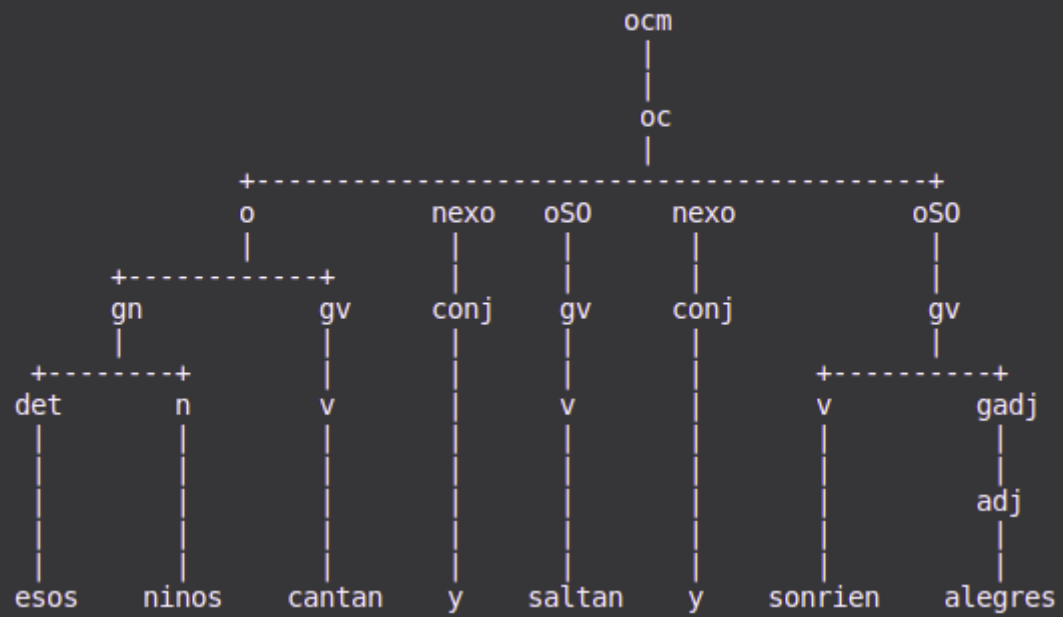 ocm
oc
o nexo oSO nexo oSO
gn gv conj gv conj gv
det n v v v gadj
adj
esos ninos cantan y saltan y sonrien alegres